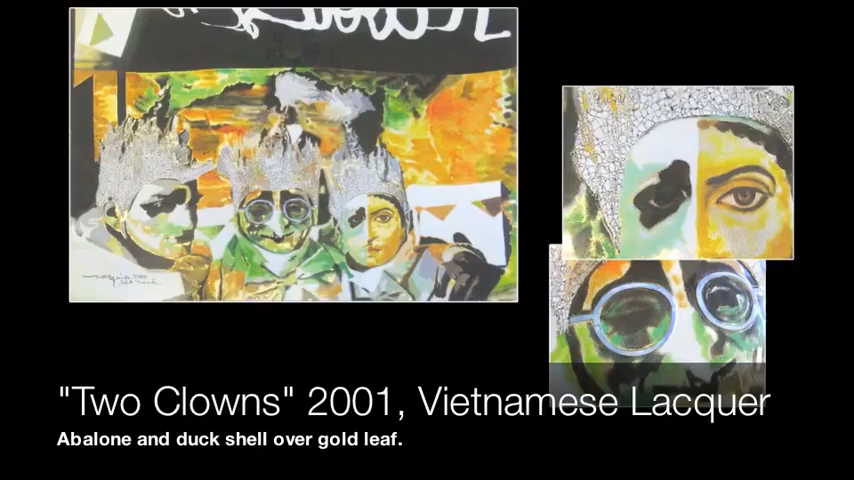 "Two Clowns" 2001, Vietnamese Lacquer
Abalone and duck shell over gold leaf.